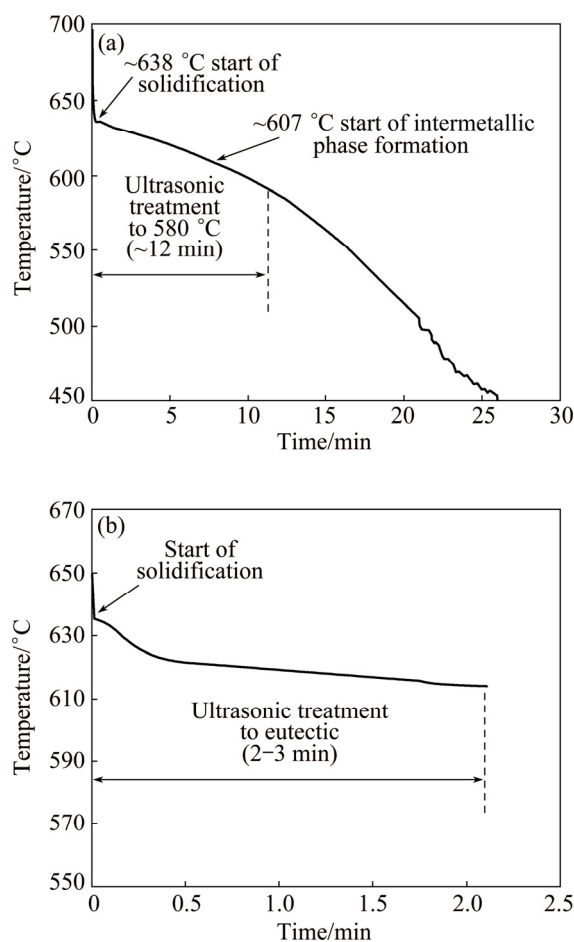 700
(a)
~638 °C start of
solidification
650
~607 °C start of intermetallic
phase formation
600
Ultrasonic
treatment
to 580 °C
(~12 min)
550
500
450
Temperature/°C
0 5 10 15 20 25 30
Time/min
670
(b)
Start of
solidification
650
630
610
Ultrasonic treatment
to eutectic
(2−3 min)
590
570
550
Temperature/°C
0 0.5 1.0 1.5 2.0 2.5
Time/min